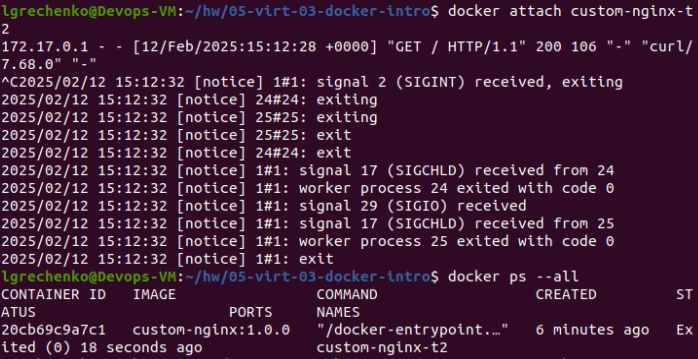 lgrechenko@Devops-VM:~/hw/05-virt-03-docker-intro$ docker attach custom-nginx-t
2
172.17.0.1 - - [12/Feb/2025:15:12:28 +0000] "GET / HTTP/1.1" 200 106 "-" "curl/
7.68.0" "-"
^C2025/02/12 15:12:32 [notice] 1#1: signal 2 (SIGINT) received, exiting
2025/02/12 15:12:32 [notice] 24#24: exiting
2025/02/12 15:12:32 [notice] 25#25: exiting
2025/02/12 15:12:32 [notice] 25#25: exit
2025/02/12 15:12:32 [notice] 24#24: exit
2025/02/12 15:12:32 [notice] 1#1: signal 17 (SIGCHLD) received from 24
2025/02/12 15:12:32 [notice] 1#1: worker process 24 exited with code 0
2025/02/12 15:12:32 [notice] 1#1: signal 29 (SIGIO) received
2025/02/12 15:12:32 [notice] 1#1: signal 17 (SIGCHLD) received from 25
2025/02/12 15:12:32 [notice] 1#1: worker process 25 exited with code 0
2025/02/12 15:12:32 [notice] 1#1: exit
lgrechenko@Devops-VM:~/hw/05-virt-03-docker-intro$ docker ps --all
CONTAINER ID   IMAGE                COMMAND                  CREATED         ST
ATUS                     PORTS     NAMES
20cb69c9a7c1   custom-nginx:1.0.0   "/docker-entrypoint.…"   6 minutes ago   Ex
ited (0) 18 seconds ago            custom-nginx-t2